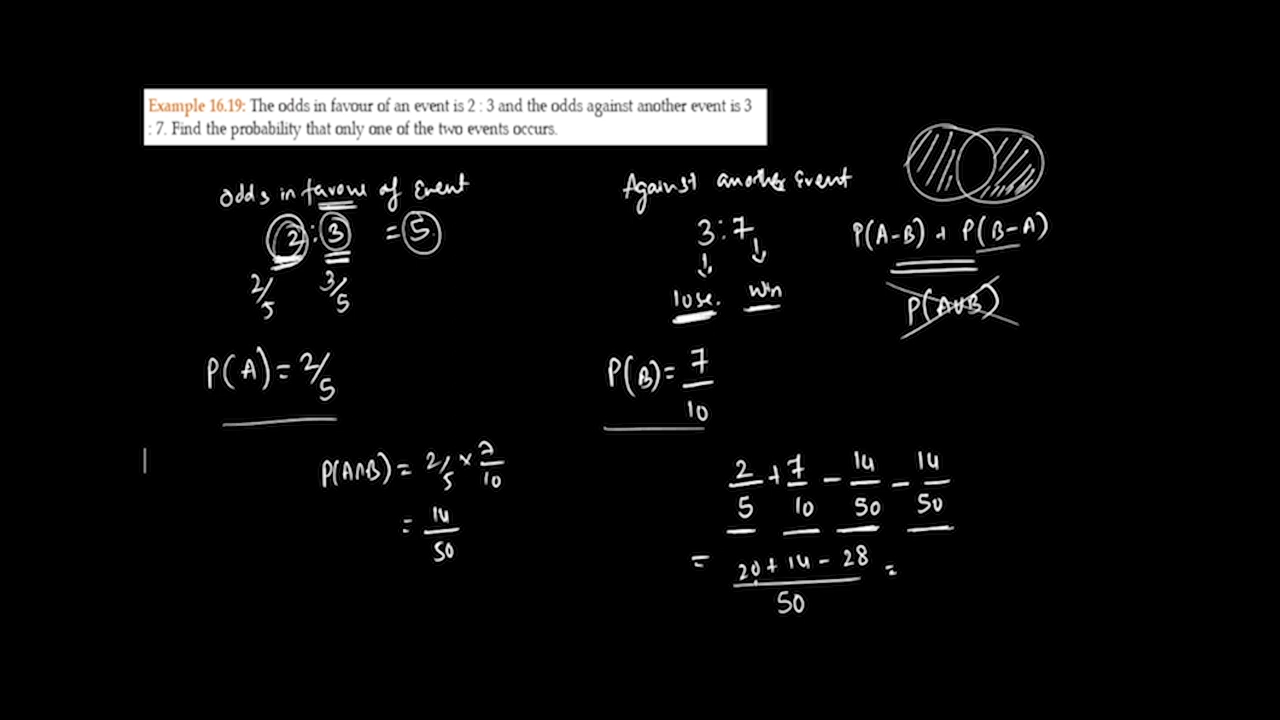 Example 16.19: The odds in favour of an event is 2 : 3 and the odds against another event is 3
: 7. Find the probability that only one of the two events occurs.
odds in favour of Event
2 : 3 = 5
2/5 3/5
P(A) = 2/5
Against another Event
3 : 7
lose. win
P(B) = 7/10
P(A-B) + P(B-A)
P(A∪B)
P(A∩B) = 2/5 × 7/10
= 14/50
2/5 + 7/10 - 14/50 - 14/50
= 20 + 14 - 28 / 50 =